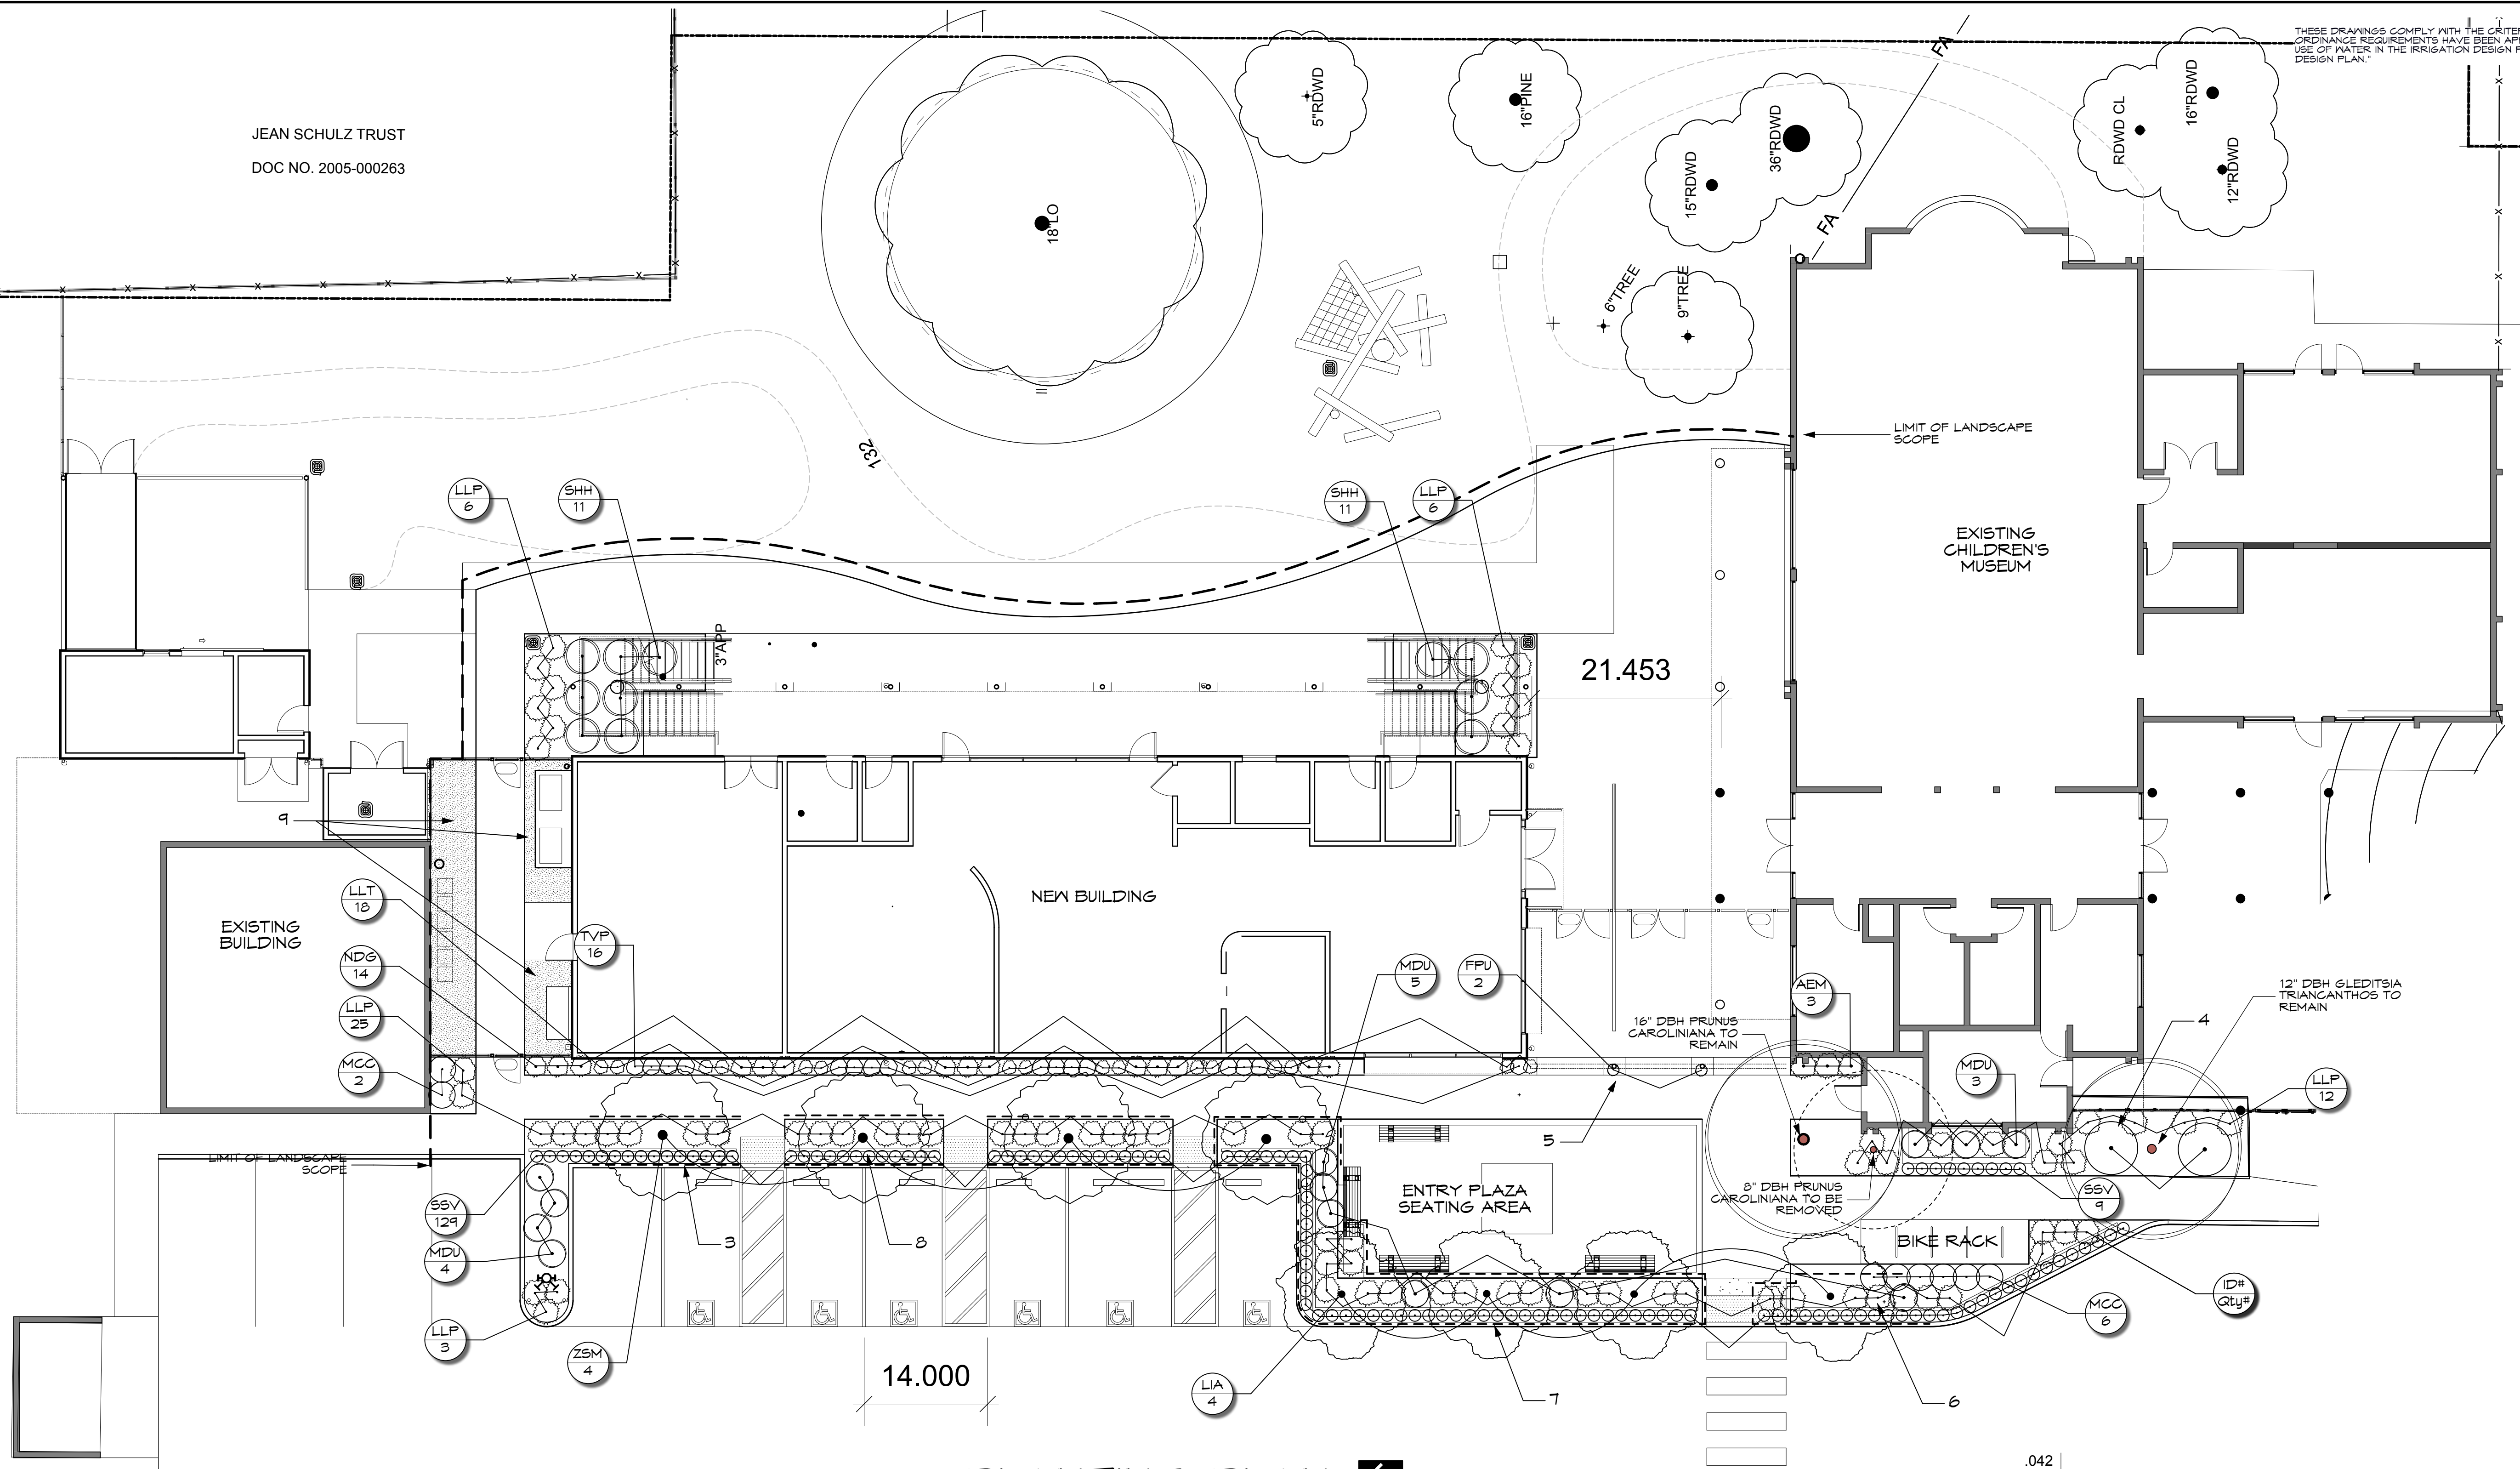 THESE DRAWINGS COMPLY WITH THE
ORDINANCE REQUIREMENTS HAVE BEEN
USE OF WATER IN THE IRRIGATION DESIGN
DESIGN PLAN."
JEAN SCHULZ TRUST
DOC NO. 2005-000263
18"LO
5"RDWD
16"PINE
15"RDWD
36"RDWD
FA
FA
RDWD CL
16"RDWD
12"RDWD
6"TREE
9"TREE
132
LIMIT OF LANDSCAPE
SCOPE
LLP
6
SHH
11
SHH
11
LLP
6
EXISTING
CHILDREN'S
MUSEUM
3"APP
21.453
9
LLT
18
NEW BUILDING
EXISTING
BUILDING
TVP
16
NDG
14
LLP
25
MCC
2
MDU
5
FPU
2
AEM
3
16" DBH PRUNUS
CAROLINIANA TO
REMAIN
12" DBH GLEDITSIA
TRIANCANTHOS TO
REMAIN
4
MDU
3
LLP
12
5
LIMIT OF LANDSCAPE
SCOPE
ENTRY PLAZA
SEATING AREA
8" DBH PRUNUS
CAROLINIANA TO BE
REMOVED
SSV
9
SSV
129
3
8
BIKE RACK
MDU
4
ID#
Qty#
MCC
6
LLP
3
ZSM
4
14.000
LIA
4
7
6
.042